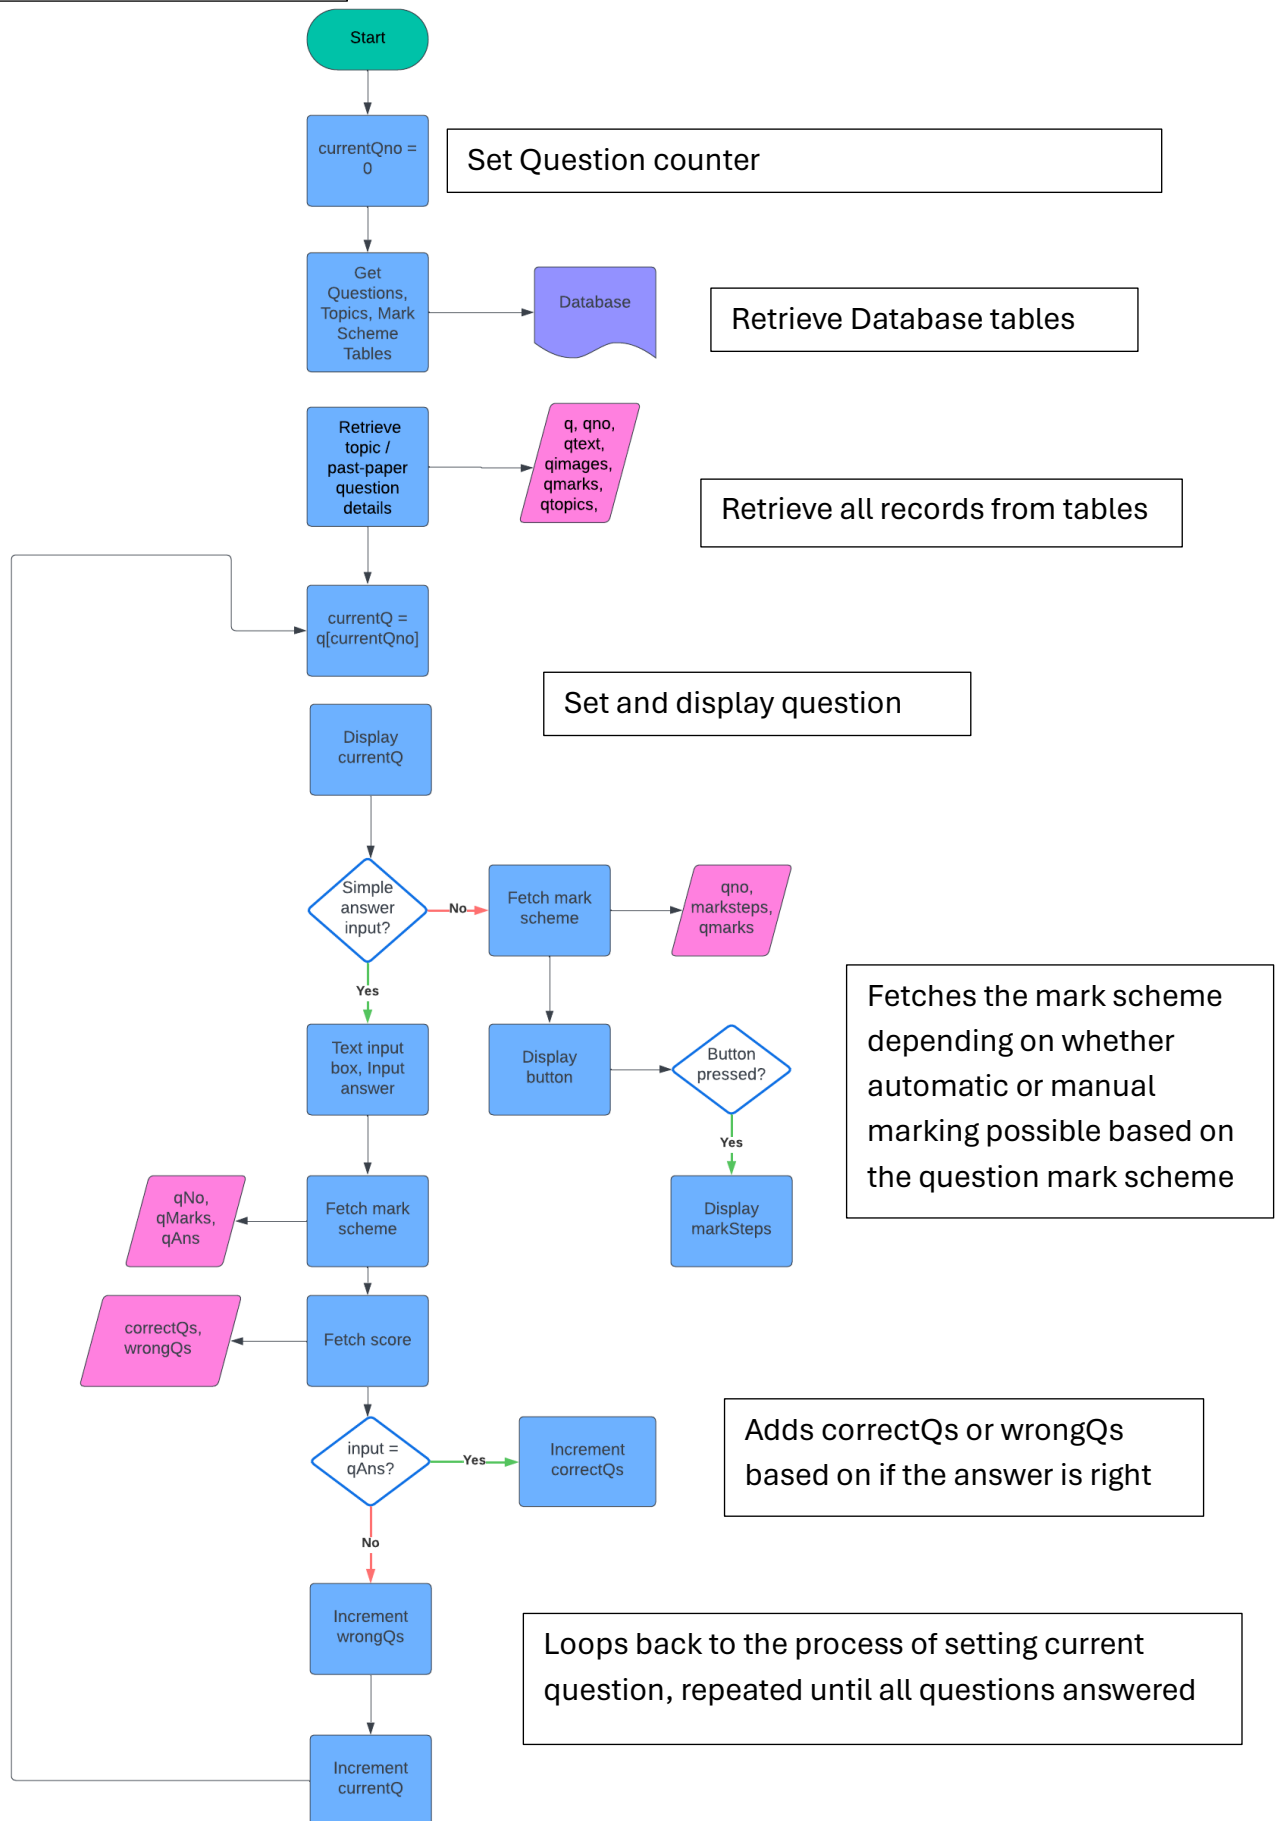 Start
currentQno =
0
Set Question counter
Get
Questions,
Topics, Mark
Scheme
Tables
Database
Retrieve Database tables
Retrieve
topic /
past-paper
question
details
q, qno,
qtext,
qimages,
qmarks,
qtopics,
Retrieve all records from tables
currentQ =
q[currentQno]
Set and display question
Display
currentQ
Simple
answer
input?
No
Fetch mark
scheme
qno,
marksteps,
qmarks
Yes
Fetches the mark scheme
depending on whether
automatic or manual
marking possible based on
the question mark scheme
Text input
box, Input
answer
Display
button
Button
pressed?
Yes
Display
markSteps
qNo,
qMarks,
qAns
Fetch mark
scheme
correctQs,
wrongQs
Fetch score
input =
qAns?
Yes
Increment
correctQs
Adds correctQs or wrongQs
based on if the answer is right
No
Increment
wrongQs
Loops back to the process of setting current
question, repeated until all questions answered
Increment
currentQ